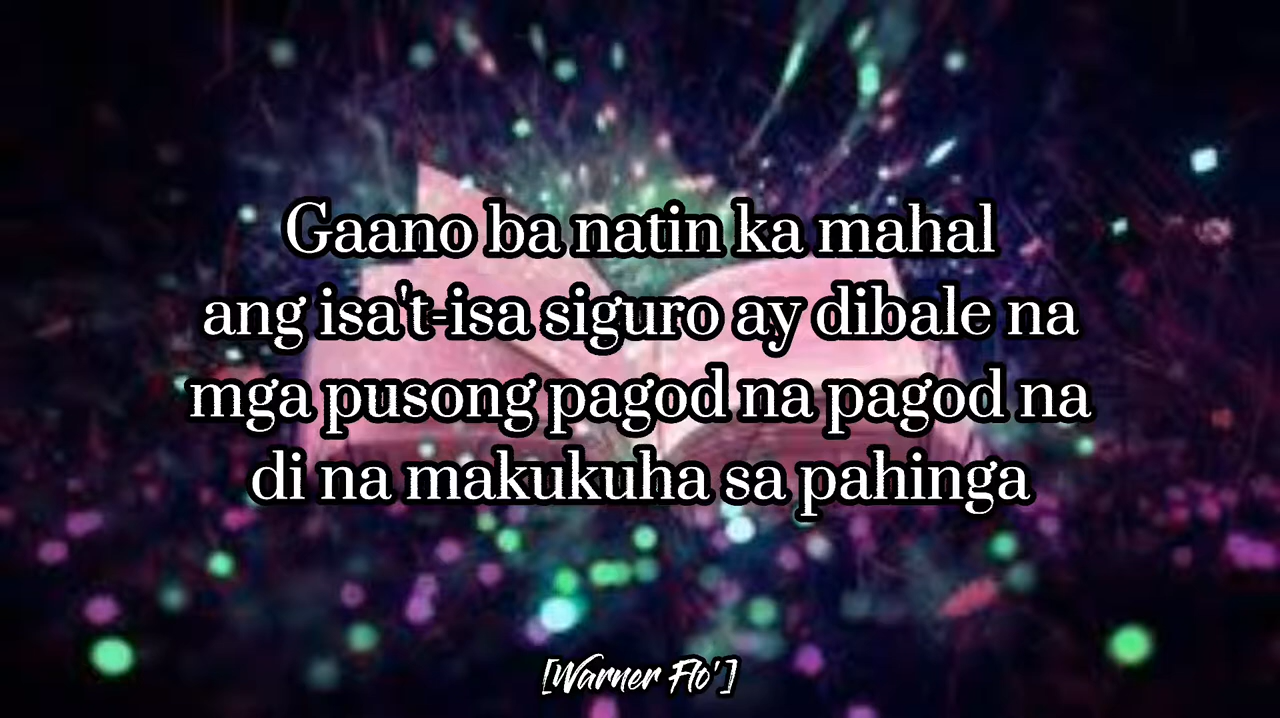 Gaano ba natin ka mahal
ang isa't-isa siguro ay dibale na
mga pusong pagod na pagod na
di na makukuha sa pahinga
[Warner Flo']